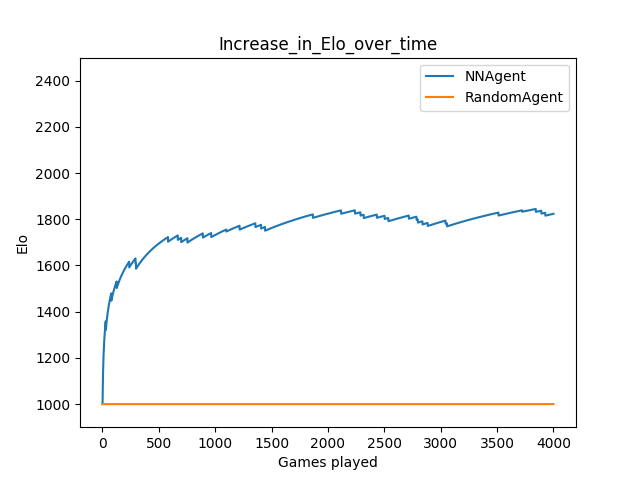 Increase_in_Elo_over_time
NNAgent
RandomAgent
2400
2200
2000
1800
1600
1400
1200
1000
Elo
0 500 1000 1500 2000 2500 3000 3500 4000
Games played